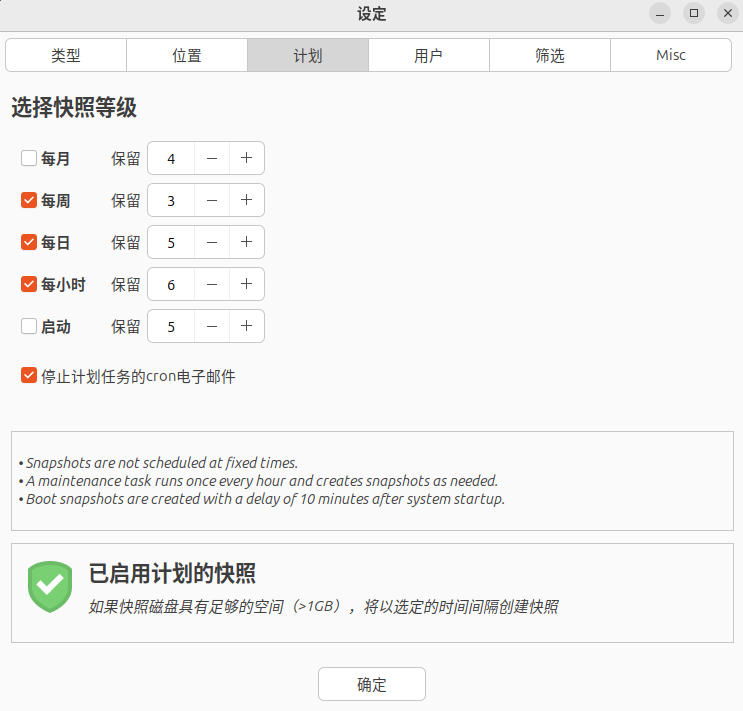 设定
类型 位置 计划 用户 筛选 Misc
选择快照等级
每月 保留 4 − +
每周 保留 3 − +
每日 保留 5 − +
每小时 保留 6 − +
启动 保留 5 − +
停止计划任务的cron电子邮件
• Snapshots are not scheduled at fixed times.
• A maintenance task runs once every hour and creates snapshots as needed.
• Boot snapshots are created with a delay of 10 minutes after system startup.
已启用计划的快照
如果快照磁盘具有足够的空间（>1GB），将以选定的时间间隔创建快照
确定